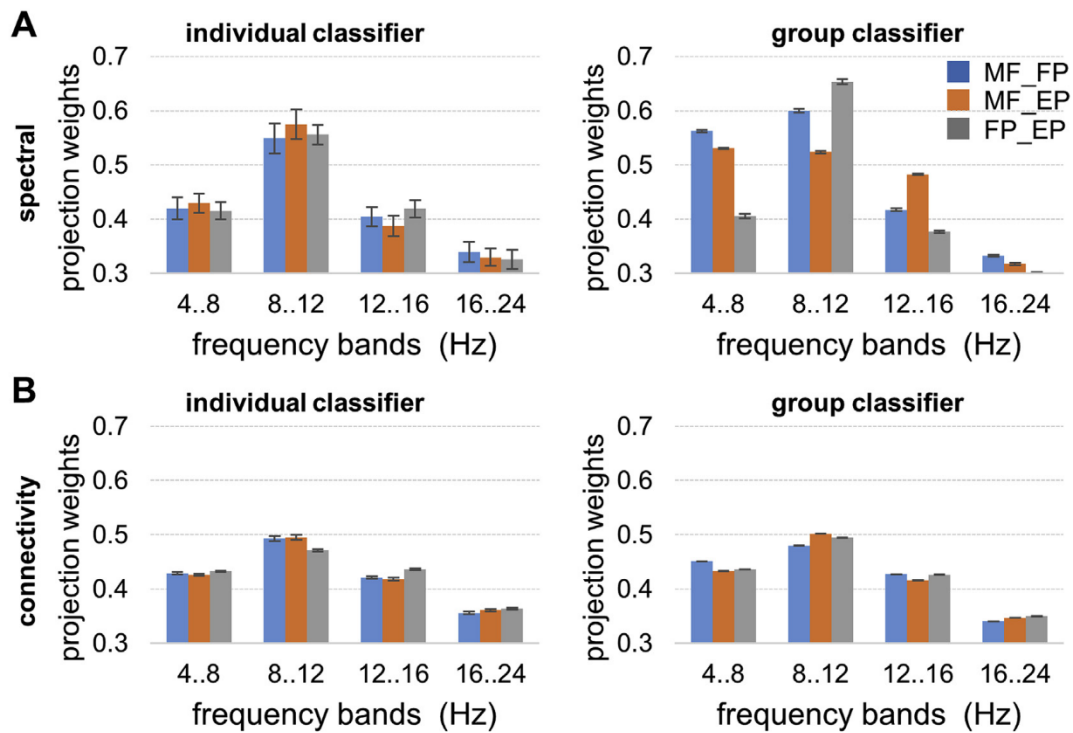 A
individual classifier
group classifier
spectral
projection weights
0.7
0.6
0.5
0.4
0.3
4..8
8..12
12..16
16..24
frequency bands (Hz)
projection weights
0.7
0.6
0.5
0.4
0.3
MF_FP
MF_EP
FP_EP
4..8
8..12
12..16
16..24
frequency bands (Hz)
B
individual classifier
group classifier
connectivity
projection weights
0.7
0.6
0.5
0.4
0.3
4..8
8..12
12..16
16..24
frequency bands (Hz)
projection weights
0.7
0.6
0.5
0.4
0.3
4..8
8..12
12..16
16..24
frequency bands (Hz)